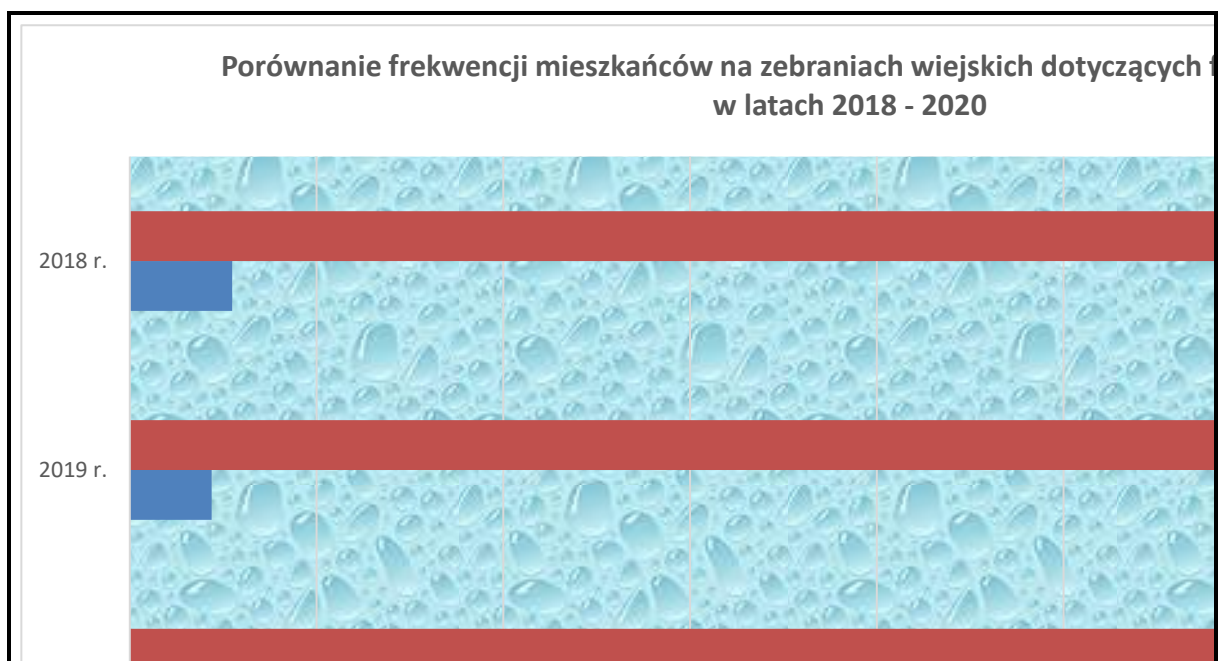 Porównanie frekwencji mieszkańców na zebraniach wiejskich dotyczących
w latach 2018 - 2020
2018 r.
2019 r.